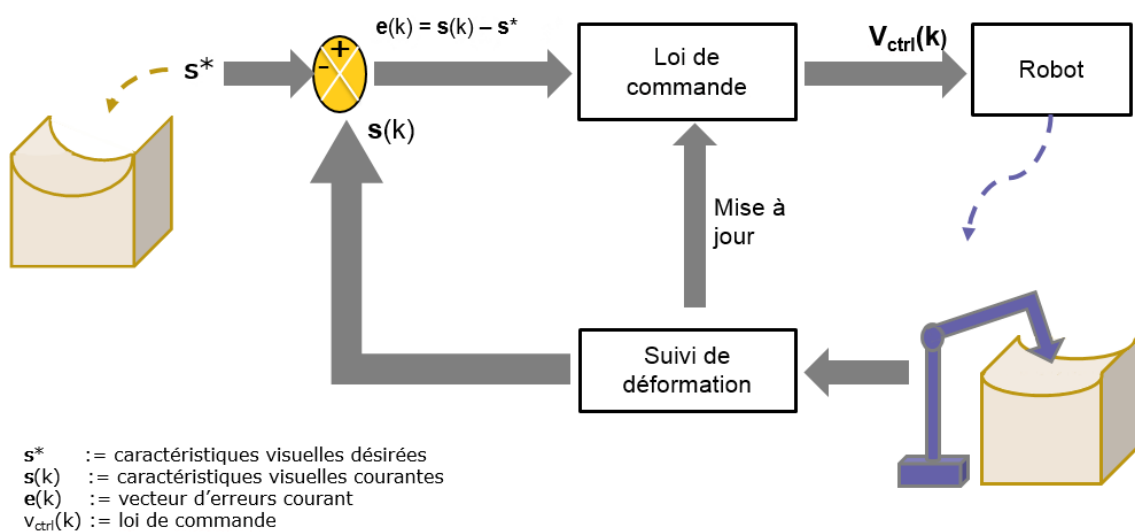 e(k) = s(k) – s*
s*
+
-
s(k)
Loi de
commande
Vctrl(k)
Robot
Mise à
jour
Suivi de
déformation
s* := caractéristiques visuelles désirées
s(k) := caractéristiques visuelles courantes
e(k) := vecteur d’erreurs courant
vctrl(k) := loi de commande